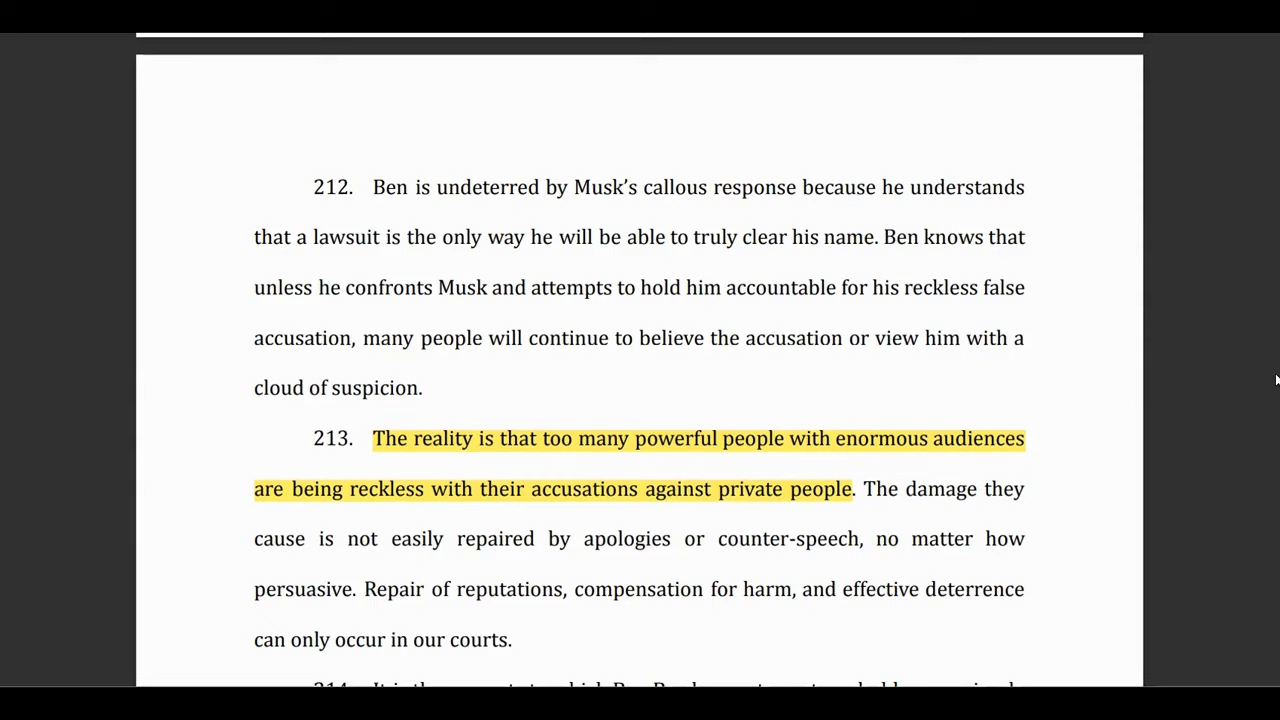 212. Ben is undeterred by Musk’s callous response because he understands
that a lawsuit is the only way he will be able to truly clear his name. Ben knows that
unless he confronts Musk and attempts to hold him accountable for his reckless false
accusation, many people will continue to believe the accusation or view him with a
cloud of suspicion.
213. The reality is that too many powerful people with enormous audiences
are being reckless with their accusations against private people. The damage they
cause is not easily repaired by apologies or counter-speech, no matter how
persuasive. Repair of reputations, compensation for harm, and effective deterrence
can only occur in our courts.
214. It is